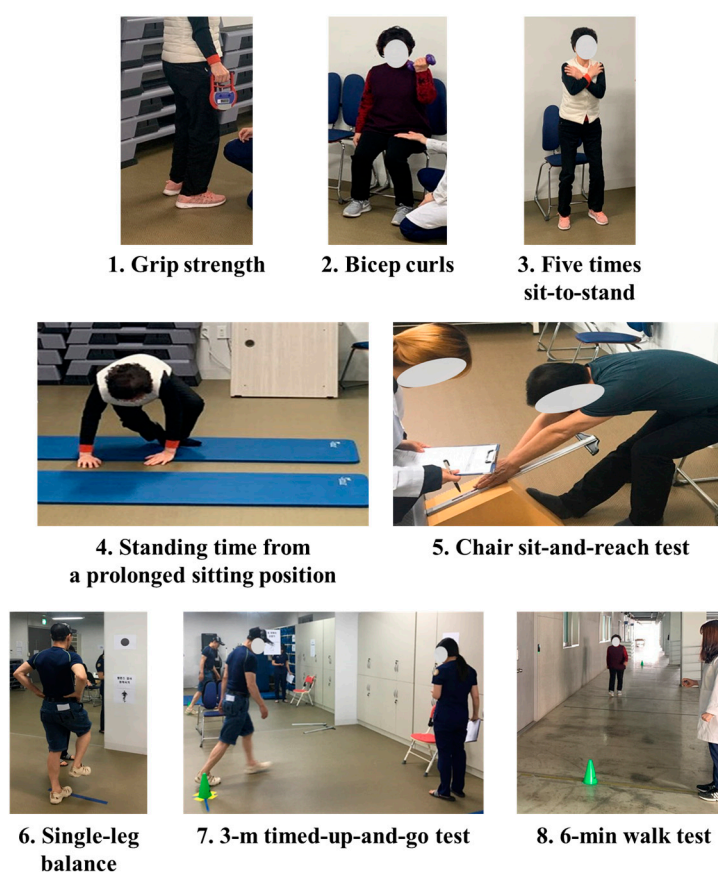 1. Grip strength
2. Bicep curls
3. Five times
sit-to-stand
4. Standing time from
a prolonged sitting position
5. Chair sit-and-reach test
6. Single-leg
balance
7. 3-m timed-up-and-go test
8. 6-min walk test